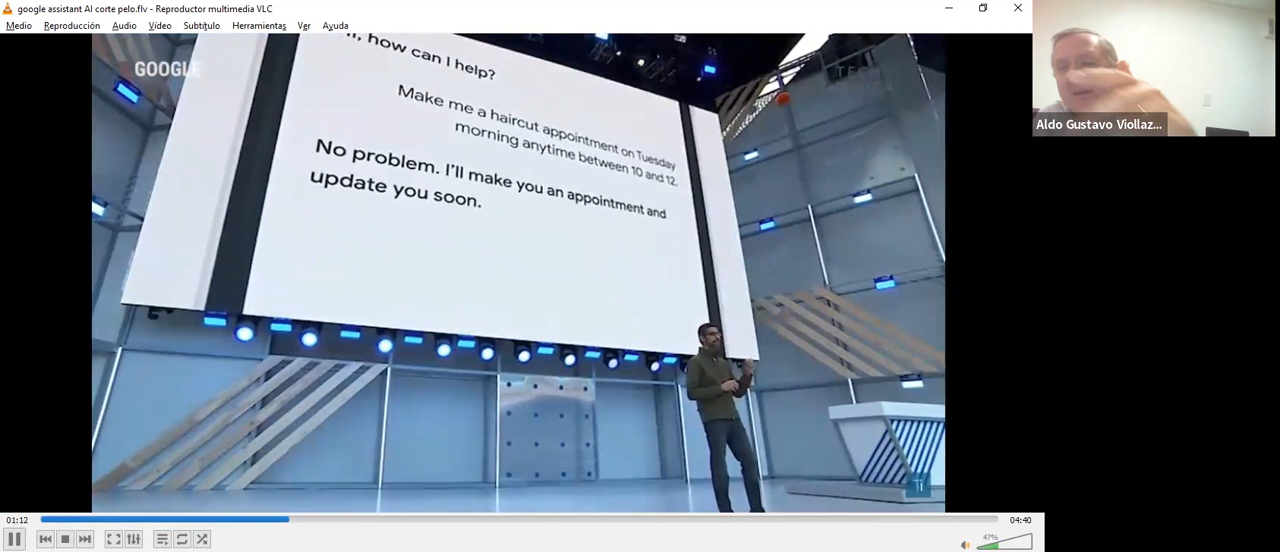 google assistant AI corte pelo.flv - Reproductor multimedia VLC
Medio Reproducción Audio Vídeo Subtítulo Herramientas Ver Ayuda
GOOGLE
TECH
how can I help?
Make me a haircut appointment on Tuesday
morning anytime between 10 and 12.
No problem. I'll make you an appointment and
update you soon.
Aldo Gustavo Viollaz...
01:12
04:40
47%